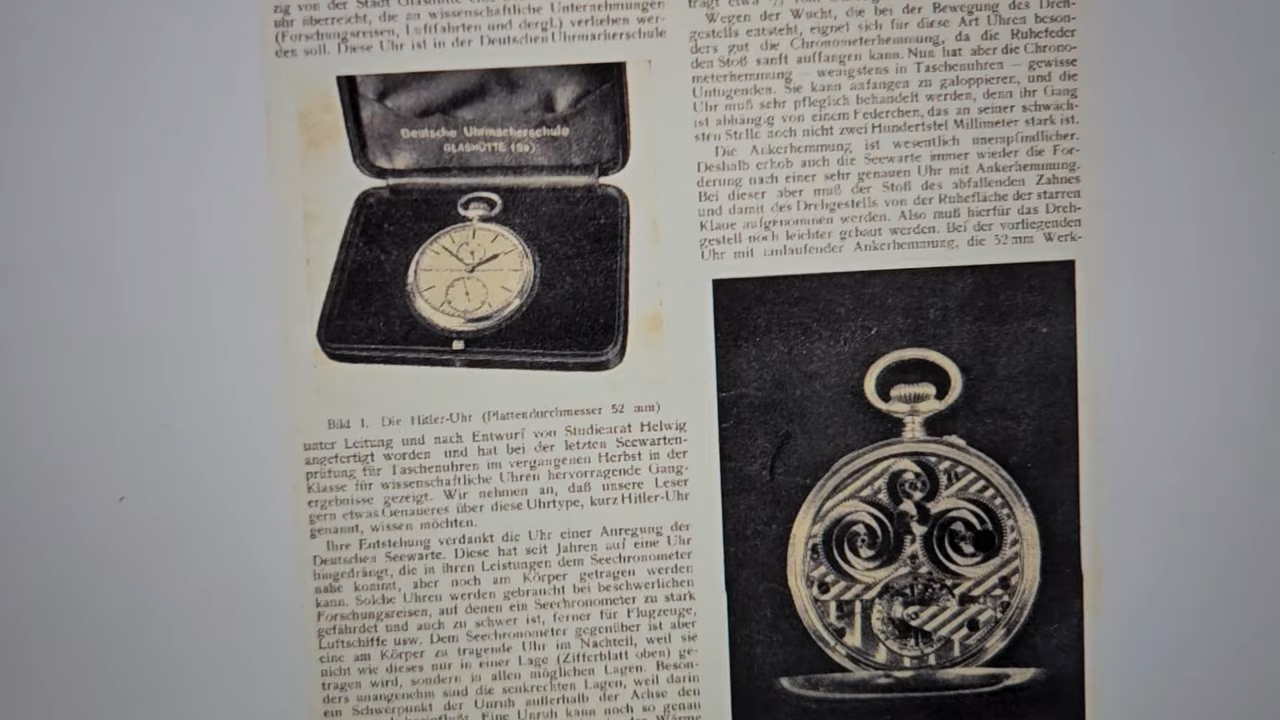 zig von der Stadt Glashütte eine
uhr überreicht, die an wissenschaftliche Unternehmungen
(Forschungsreisen, Luftfahrten und dergl.) verliehen wer-
den soll. Diese Uhr ist in der Deutschen Uhrmacherschule
Deutsche Uhrmacherschule
GLASHÜTTE (Sa)
Bild 1. Die Hitler-Uhr (Plattendurchmesser 52 mm)
unter Leitung und nach Entwurf von Studienrat Helwig
angefertigt worden und hat bei der letzten Seewarten-
prüfung für Taschenuhren im vergangenen Herbst in der
Klasse für wissenschaftliche Uhren hervorragende Gang-
ergebnisse gezeigt. Wir nehmen an, daß unsere Leser
gern etwas Genaueres über diese Uhrtype, kurz Hitler-Uhr
genannt, wissen möchten.
Ihre Entstehung verdankt die Uhr einer Anregung der
Deutschen Seewarte. Diese hat seit Jahren auf eine Uhr
hingedrängt, die in ihren Leistungen dem Seechronometer
nahe kommt, aber noch am Körper getragen werden
kann. Solche Uhren werden gebraucht bei beschwerlichen
Forschungsreisen, auf denen ein Seechronometer zu stark
gefährdet und auch zu schwer ist, ferner für Flugzeuge,
Luftschiffe usw. Dem Seechronometer gegenüber ist aber
eine am Körper zu tragende Uhr im Nachteil, weil sie
nicht wie dieses nur in einer Lage (Zifferblatt oben) ge-
tragen wird, sondern in allen möglichen Lagen. Beson-
ders unangenehm sind die senkrechten Lagen, weil darin
ein Schwerpunkt der Unruh außerhalb der Achse den
beeinflußt. Eine Unruh kann noch so genau
Wärme
trägt etwa
Wegen der Wucht, die bei der Bewegung des Dreh-
gestells entsteht, eignet sich für diese Art Uhren beson-
ders gut die Chronometerhemmung, da die Ruhefeder
den Stoß sanft auffangen kann. Nun hat aber die Chrono-
meterhemmung — wenigstens in Taschenuhren — gewisse
Untugenden. Sie kann anfangen zu galoppieren, und die
Uhr muß sehr pfleglich behandelt werden, denn ihr Gang
ist abhängig von einem Federchen, das an seiner schwäch-
sten Stelle noch nicht zwei Hundertstel Millimeter stark ist.
Die Ankerhemmung ist wesentlich unempfindlicher.
Deshalb erhob auch die Seewarte immer wieder die For-
derung nach einer sehr genauen Uhr mit Ankerhemmung.
Bei dieser aber muß der Stoß des abfallenden Zahnes
und damit des Drehgestells von der Ruhefläche der starren
Klaue aufgenommen werden. Also muß hierfür das Dreh-
gestell noch leichter gebaut werden. Bei der vorliegenden
Uhr mit umlaufender Ankerhemmung, die 52 mm Werk-